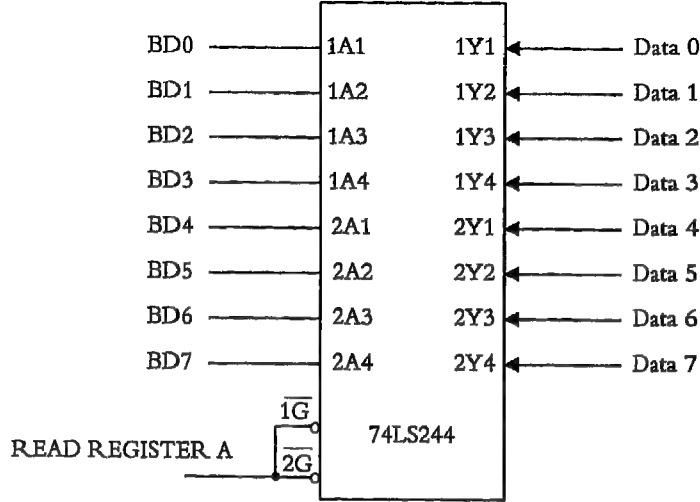 BD0 1A1 1Y1 Data 0
BD1 1A2 1Y2 Data 1
BD2 1A3 1Y3 Data 2
BD3 1A4 1Y4 Data 3
BD4 2A1 2Y1 Data 4
BD5 2A2 2Y2 Data 5
BD6 2A3 2Y3 Data 6
BD7 2A4 2Y4 Data 7
1G
74LS244
READ REGISTER A
2G